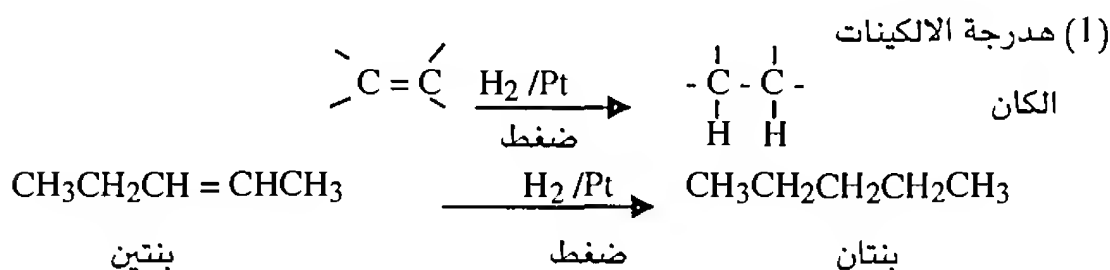 (1) هدرجة الالكينات
C = C H2 /Pt - C - C - الكان
ضغط H H
CH3CH2CH = CHCH3 H2 /Pt CH3CH2CH2CH2CH3
بنتين ضغط بنتان